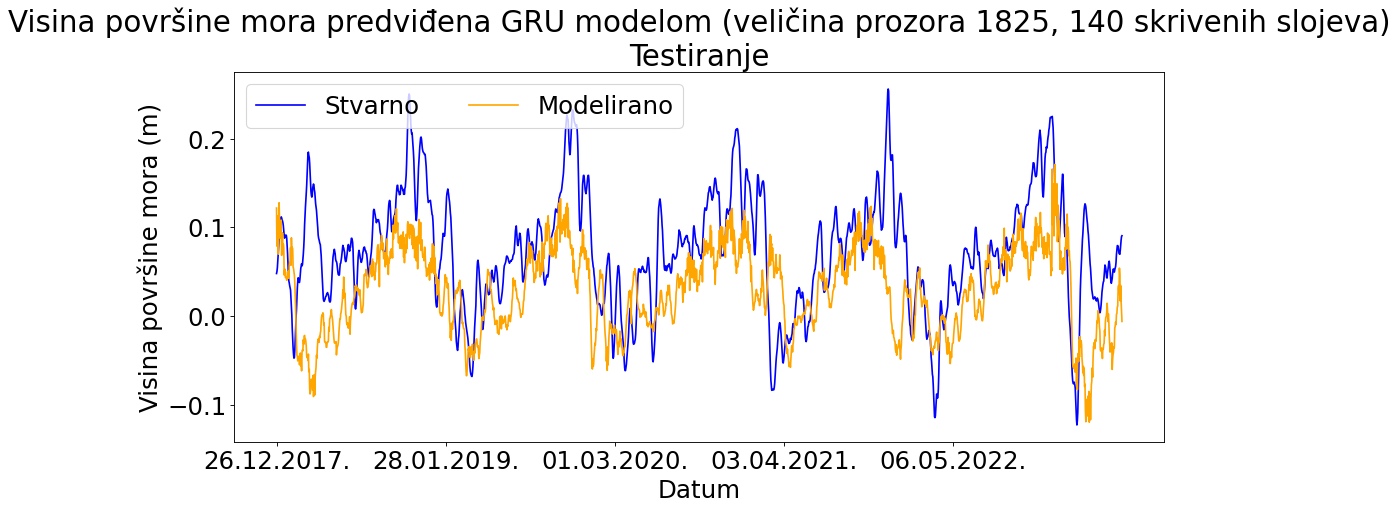 Visina površine mora predviđena GRU modelom (veličina prozora 1825, 140 skrivenih slojeva)
Testiranje
Stvarno Modelirano
Visina površine mora (m)
0.2
0.1
0.0
−0.1
26.12.2017. 28.01.2019. 01.03.2020. 03.04.2021. 06.05.2022.
Datum